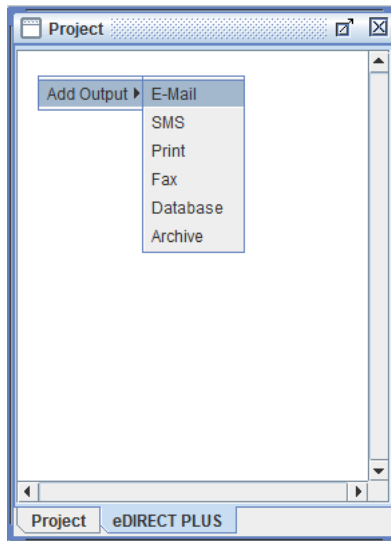 Project
Add Output E-Mail
SMS
Print
Fax
Database
Archive
Project eDIRECT PLUS